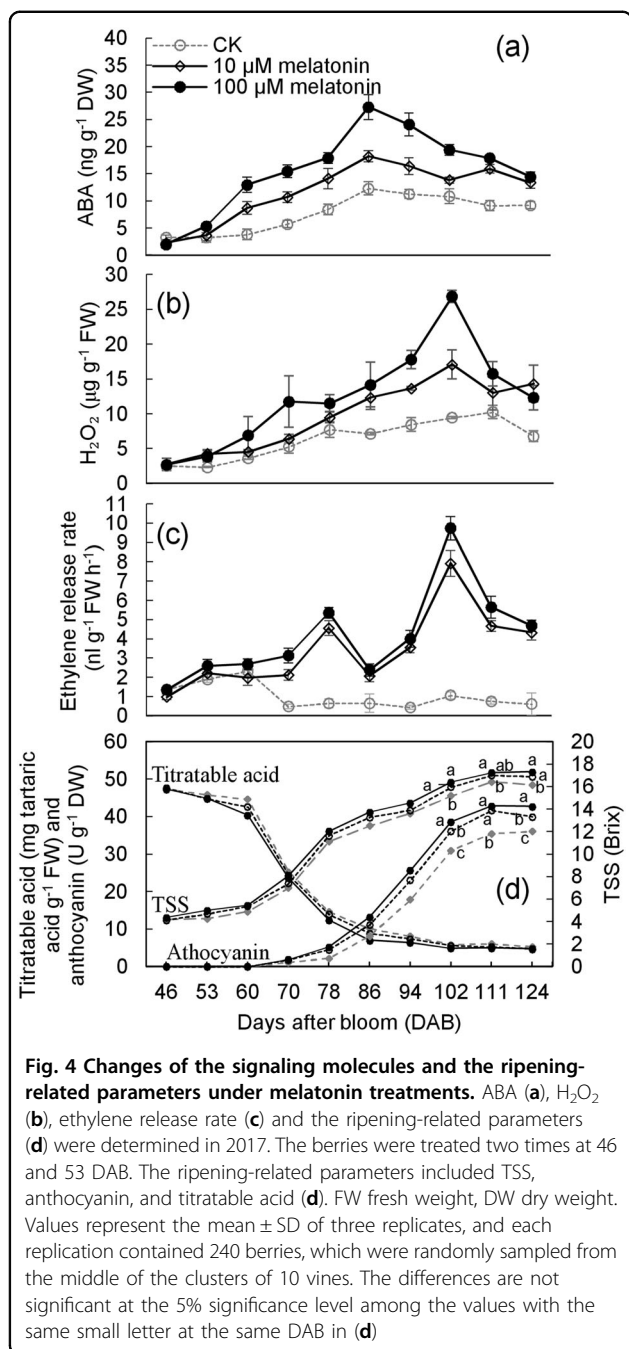 (a)
CK
10 µM melatonin
100 µM melatonin
ABA (ng g-1 DW)
40
35
30
25
20
15
10
5
0
(b)
H2O2 (µg g-1 FW)
30
25
20
15
10
5
0
(c)
Ethylene release rate
(nl g-1 FW h-1)
11
10
9
8
7
6
5
4
3
2
1
0
Titratable acid (mg tartaric
acid g-1 FW) and
anthocyanin (U g-1 DW)
60
50
40
30
20
10
0
Titratable acid
TSS
Athocyanin
a a a ab a
b b a b
a a a
b b b
c c c
(d)
20
18
16
14
12
10
8
6
4
2
0
TSS (Brix)
46 53 60 70 78 86 94 102 111 124
Days after bloom (DAB)
Fig. 4 Changes of the signaling molecules and the ripening-
related parameters under melatonin treatments. ABA (a), H2O2
(b), ethylene release rate (c) and the ripening-related parameters
(d) were determined in 2017. The berries were treated two times at 46
and 53 DAB. The ripening-related parameters included TSS,
anthocyanin, and titratable acid (d). FW fresh weight, DW dry weight.
Values represent the mean ± SD of three replicates, and each
replication contained 240 berries, which were randomly sampled from
the middle of the clusters of 10 vines. The differences are not
significant at the 5% significance level among the values with the
same small letter at the same DAB in (d)